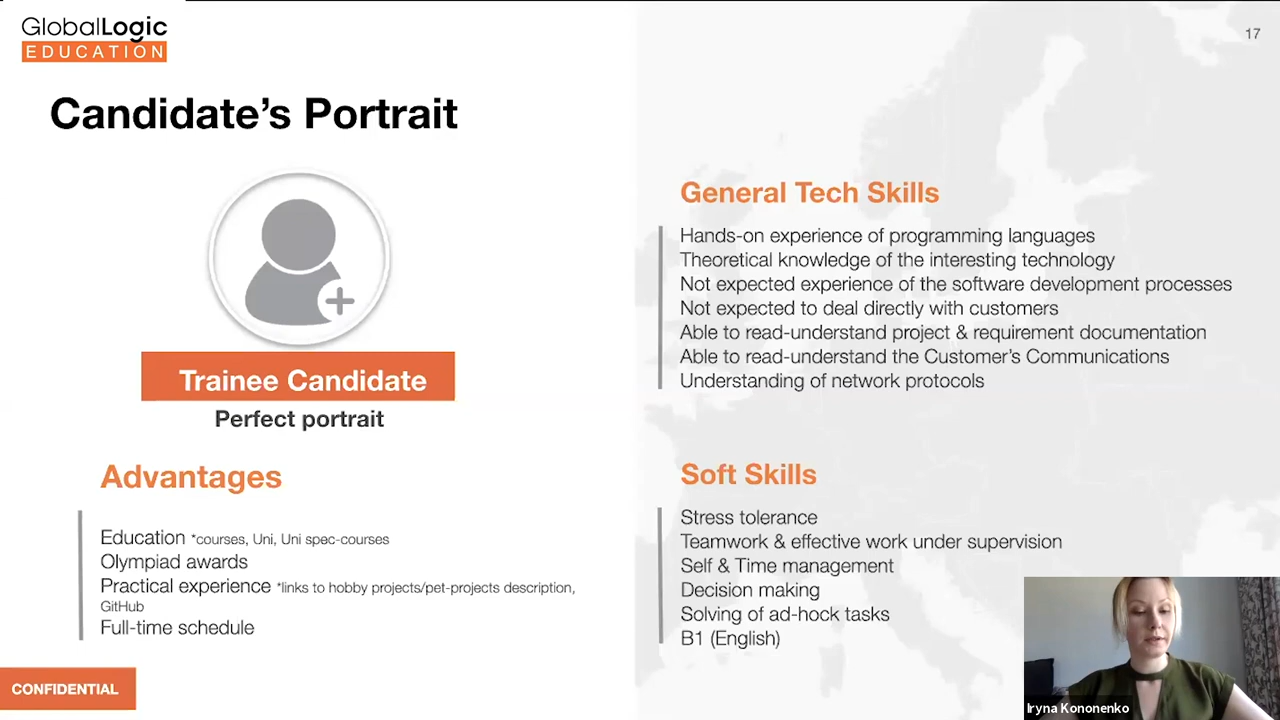 GlobalLogic
EDUCATION
17
Candidate's Portrait
Trainee Candidate
Perfect portrait
Advantages
Education *courses, Uni, Uni spec-courses
Olympiad awards
Practical experience *links to hobby projects/pet-projects description,
GitHub
Full-time schedule
General Tech Skills
Hands-on experience of programming languages
Theoretical knowledge of the interesting technology
Not expected experience of the software development processes
Not expected to deal directly with customers
Able to read-understand project & requirement documentation
Able to read-understand the Customer's Communications
Understanding of network protocols
Soft Skills
Stress tolerance
Teamwork & effective work under supervision
Self & Time management
Decision making
Solving of ad-hock tasks
B1 (English)
CONFIDENTIAL
Iryna Kononenko